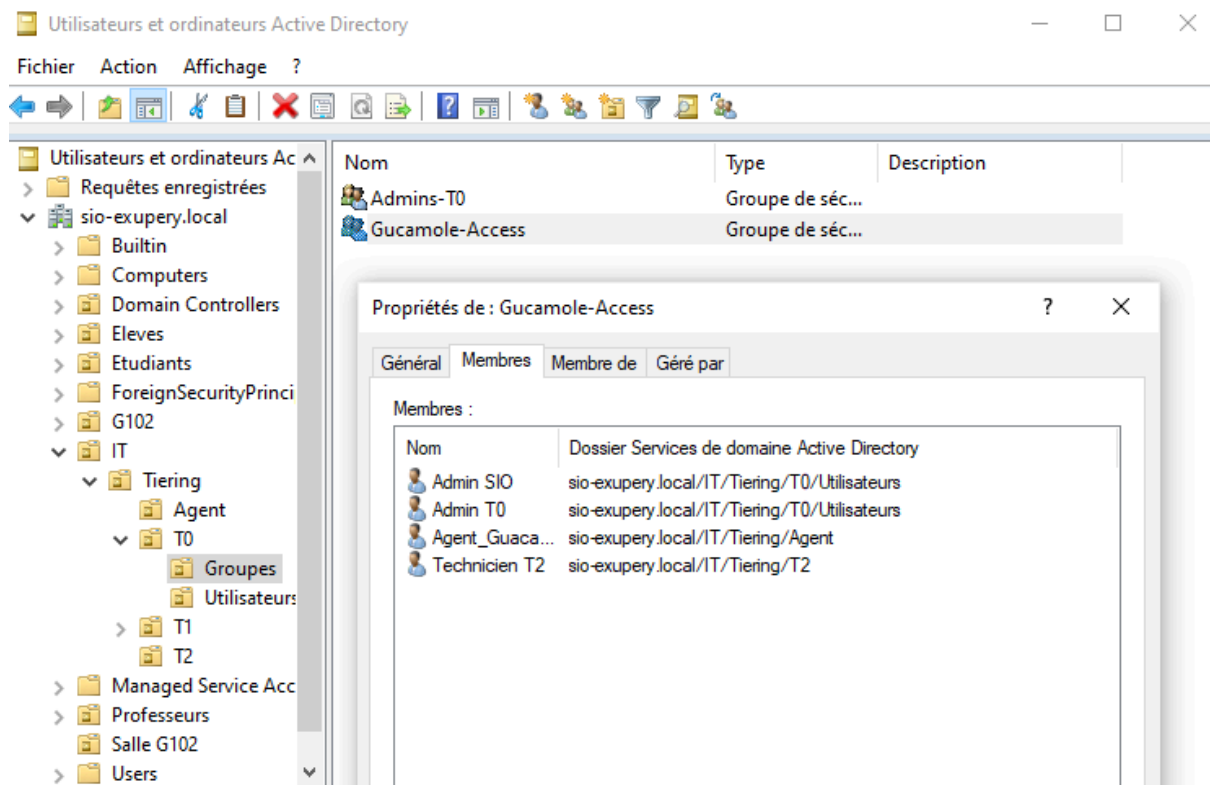 Utilisateurs et ordinateurs Active Directory
Fichier Action Affichage ?
Utilisateurs et ordinateurs Ac
Requêtes enregistrées
sio-exupery.local
Builtin
Computers
Domain Controllers
Eleves
Etudiants
ForeignSecurityPrinci
G102
IT
Tiering
Agent
T0
Groupes
Utilisateurs
T1
T2
Managed Service Acc
Professeurs
Salle G102
Users
Nom Type Description
Admins-T0 Groupe de séc...
Gucamole-Access Groupe de séc...
Propriétés de : Gucamole-Access ?
Général Membres Membre de Géré par
Membres :
Nom Dossier Services de domaine Active Directory
Admin SIO sio-exupery.local/IT/Tiering/T0/Utilisateurs
Admin T0 sio-exupery.local/IT/Tiering/T0/Utilisateurs
Agent_Guaca... sio-exupery.local/IT/Tiering/Agent
Technicien T2 sio-exupery.local/IT/Tiering/T2